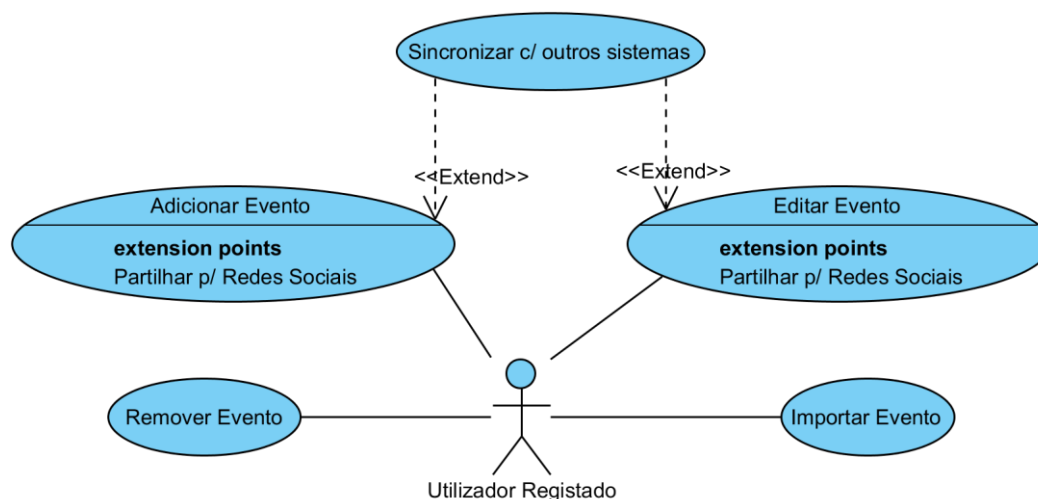 Sincronizar c/ outros sistemas
<<Extend>>
<<Extend>>
Adicionar Evento
extension points
Partilhar p/ Redes Sociais
Editar Evento
extension points
Partilhar p/ Redes Sociais
Remover Evento
Importar Evento
Utilizador Registado